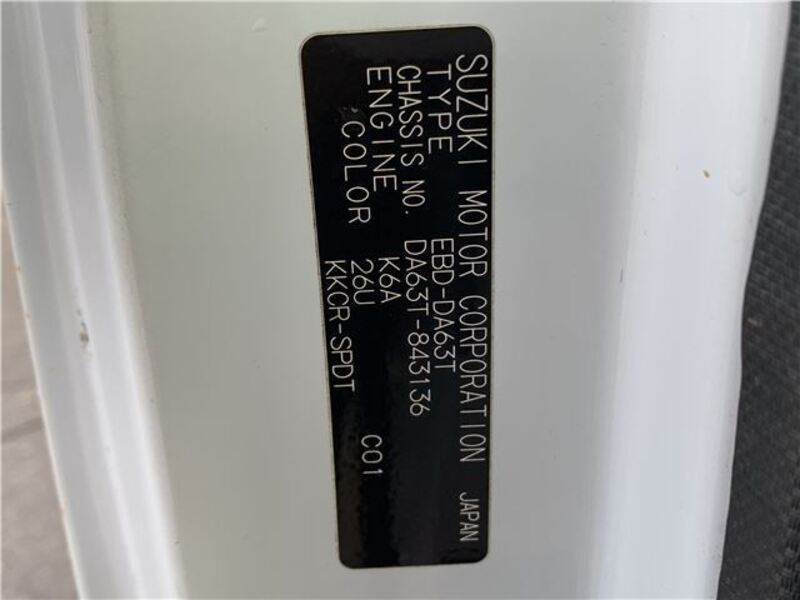 SUZUKI MOTOR CORPORATION JAPAN
TYPE EBD-DA63T
CHASSIS NO. DA63T-843136
ENGINE K6A
COLOR 26U C01
KKCR-SPDT